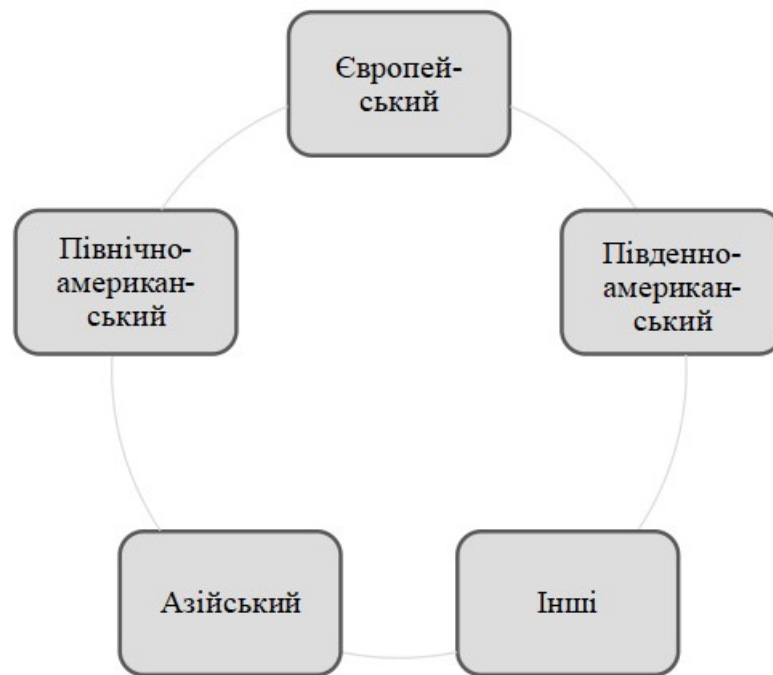 Європей-
ський
Північно-
американ-
ський
Південно-
американ-
ський
Азійський
Інші